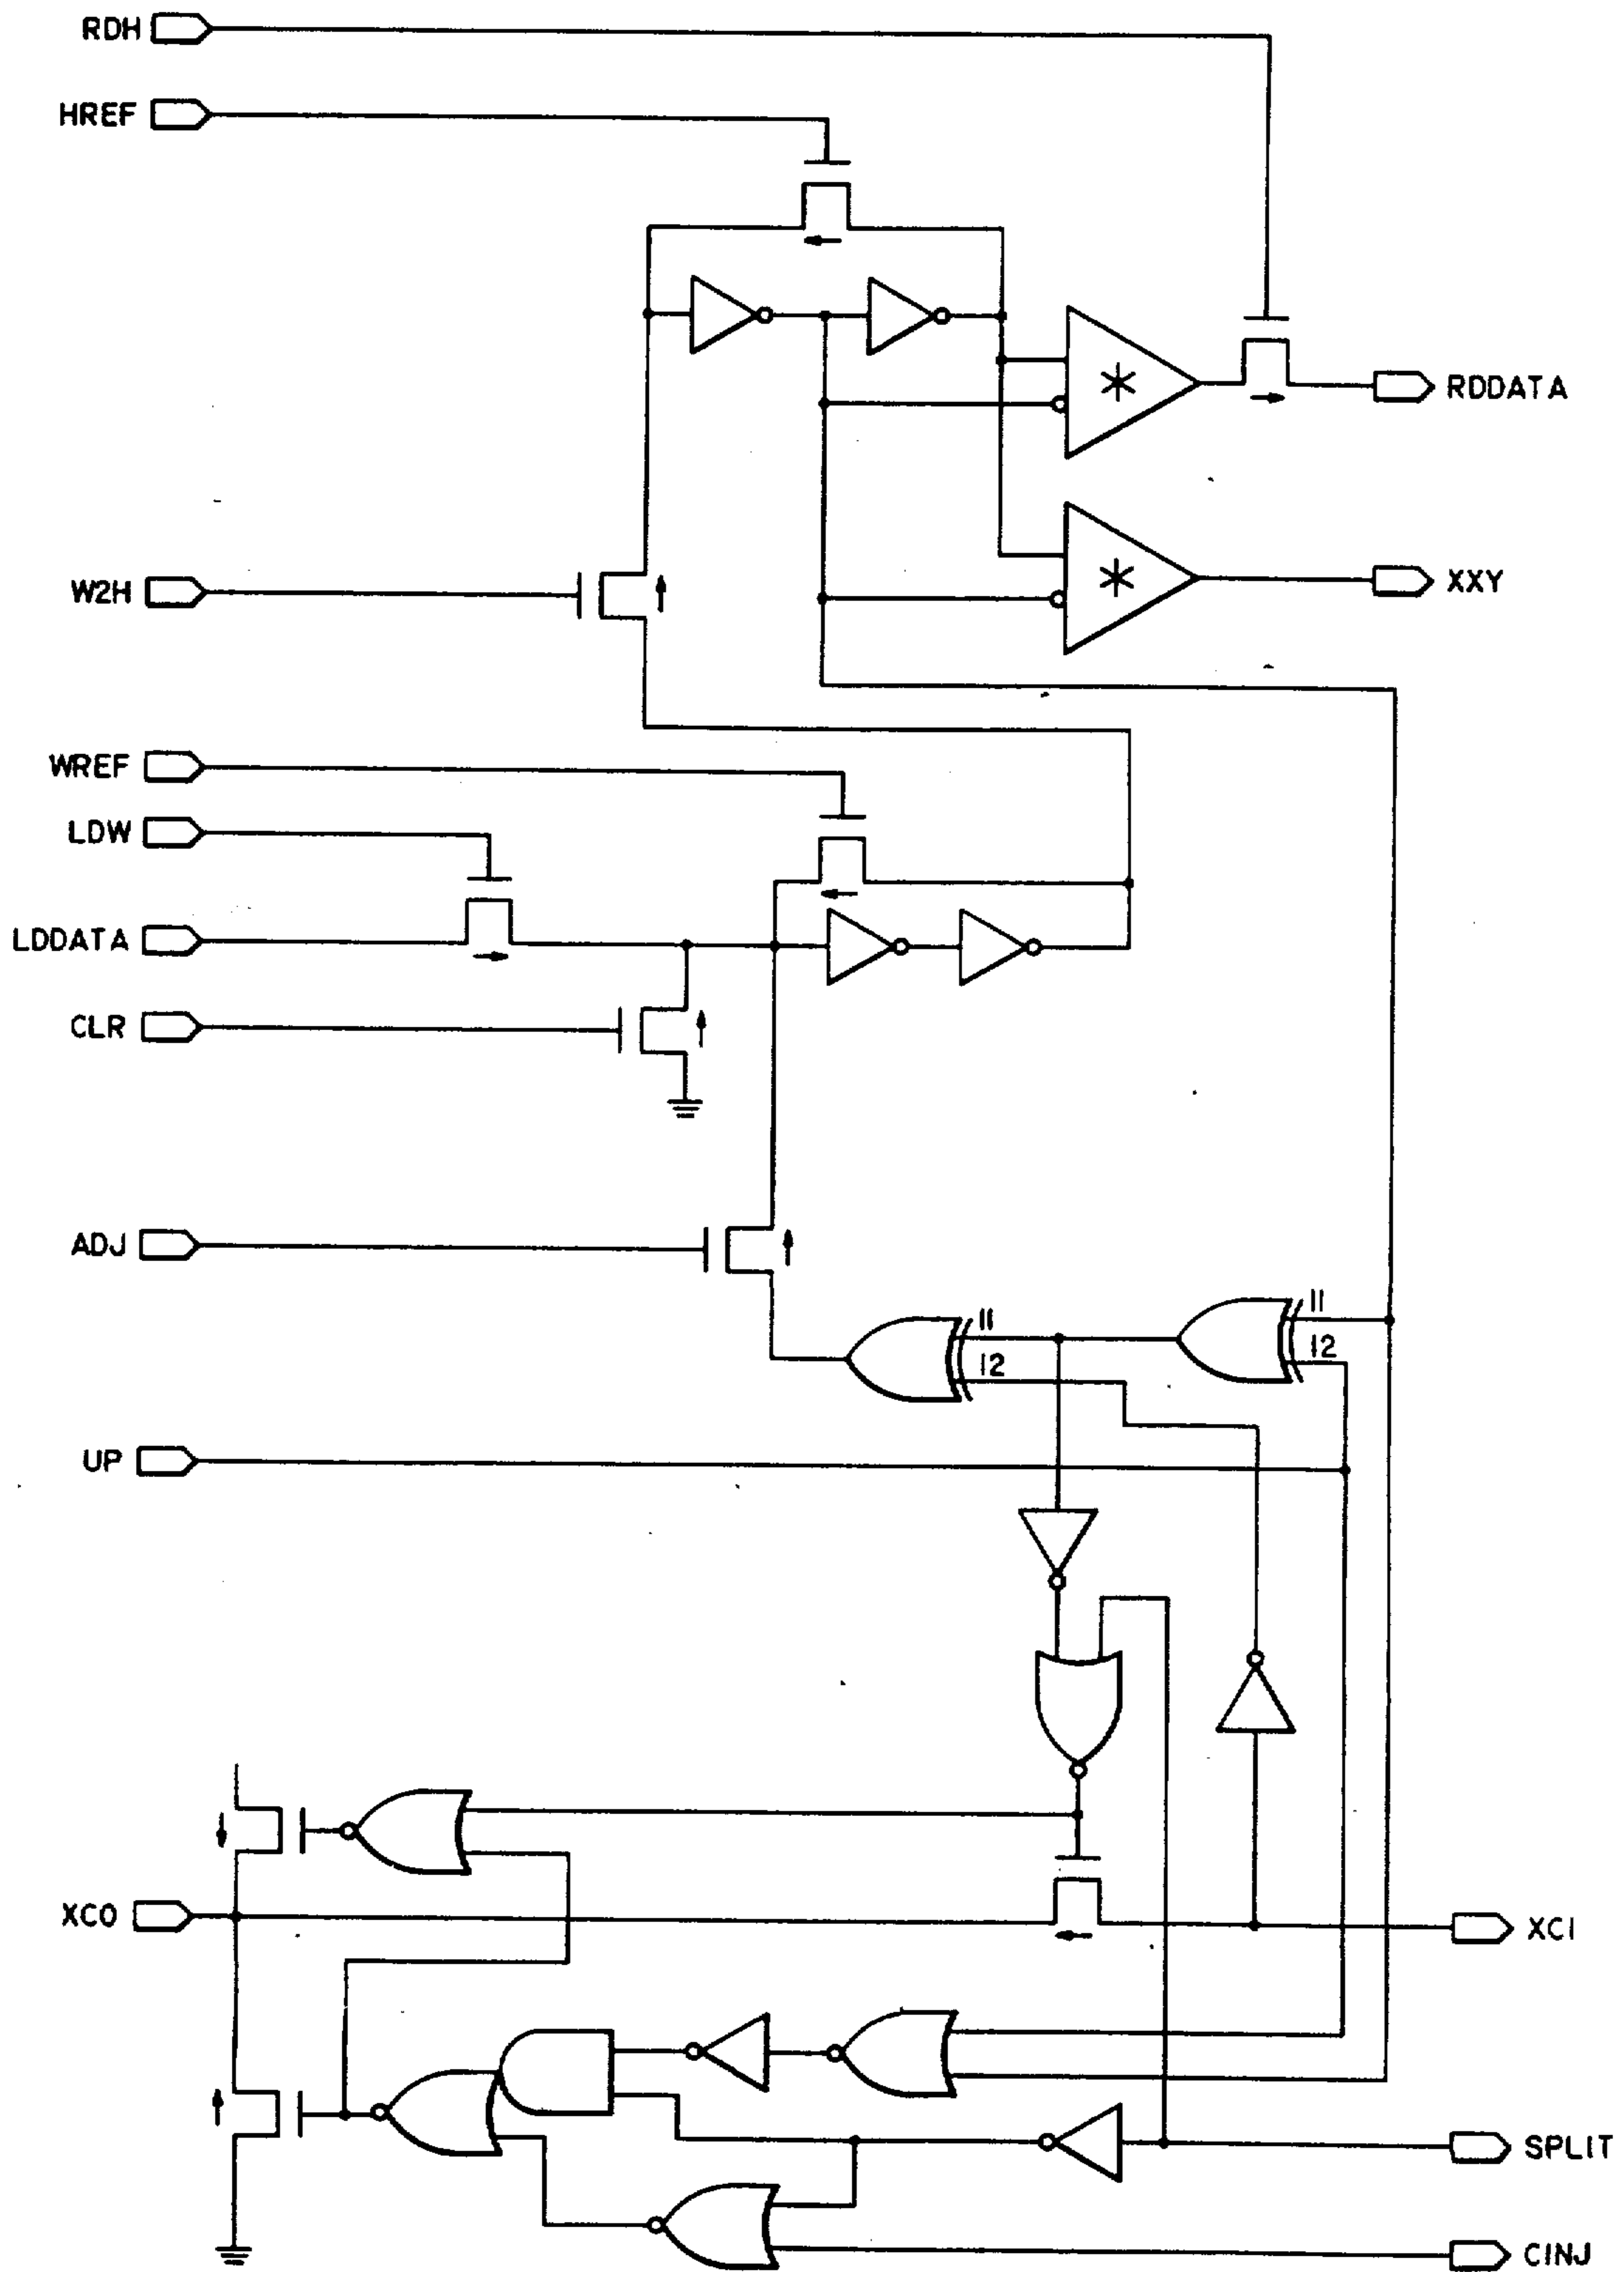 RDH
HREF
RDDATA
W2H
XXY
WREF
LDW
LDDATA
CLR
ADJ
I1
I2
I1
I2
UP
XCO
XCI
SPLIT
CINJ